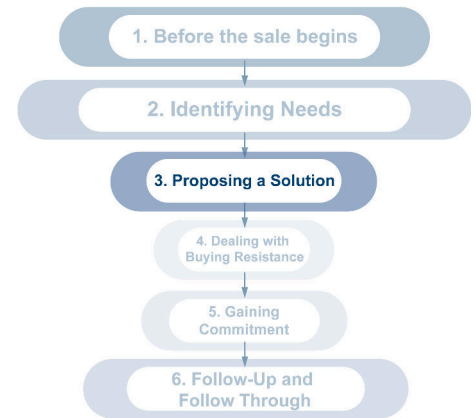 1. Before the sale begins
2. Identifying Needs
3. Proposing a Solution
4. Dealing with
Buying Resistance
5. Gaining
Commitment
6. Follow-Up and
Follow Through